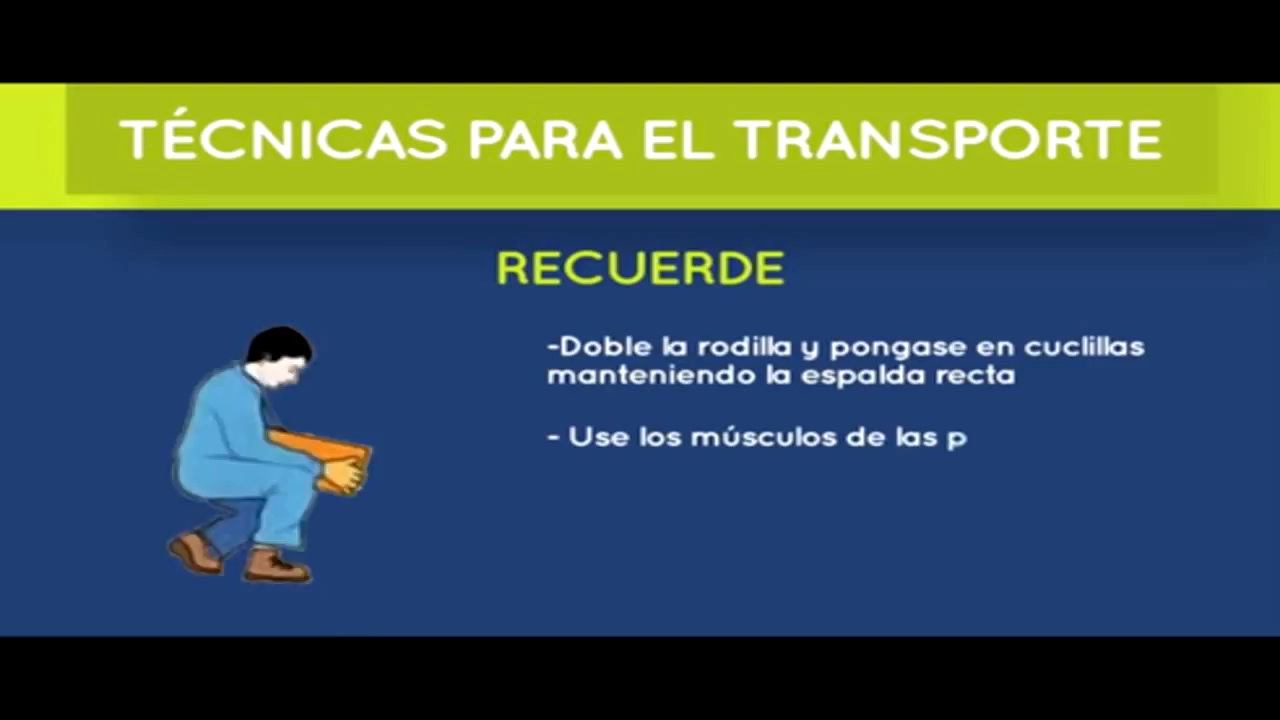 TÉCNICAS PARA EL TRANSPORTE
RECUERDE
-Doble la rodilla y pongase en cuclillas
manteniendo la espalda recta
- Use los músculos de las p